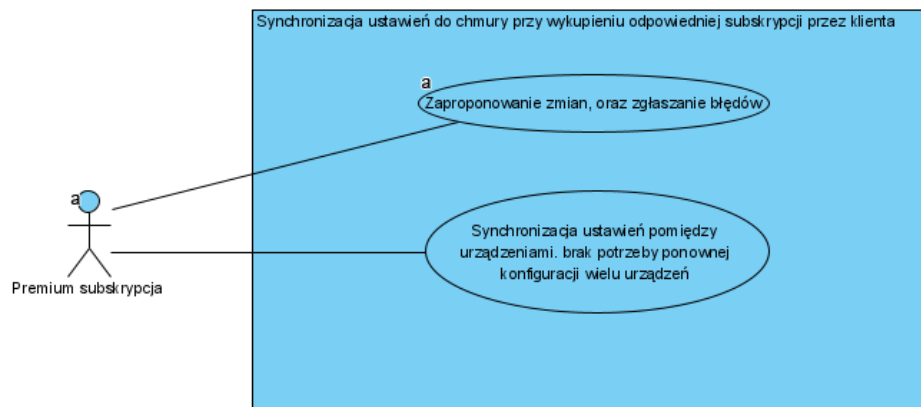 Synchronizacja ustawień do chmury przy wykupieniu odpowiedniej subskrypcji przez klienta
a
Zaproponowanie zmian, oraz zgłaszanie błędów
a
Premium subskrypcja
Synchronizacja ustawień pomiędzy
urządzeniami. brak potrzeby ponownej
konfiguracji wielu urządzeń